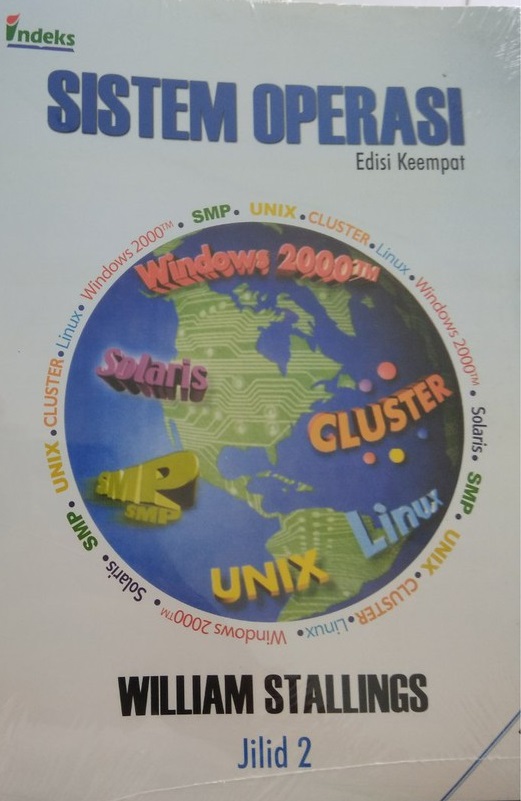 indeks
SISTEM OPERASI
Edisi Keempat
SMP • UNIX • CLUSTER • Linux • Windows 2000™ • Solaris • SMP • UNIX • CLUSTER • Linux • Windows 2000™ • Solaris • SMP • UNIX • CLUSTER • Linux • Windows 2000™ •
Windows 2000™
Solaris
CLUSTER
SMP
SMP
Linux
UNIX
WILLIAM STALLINGS
Jilid 2